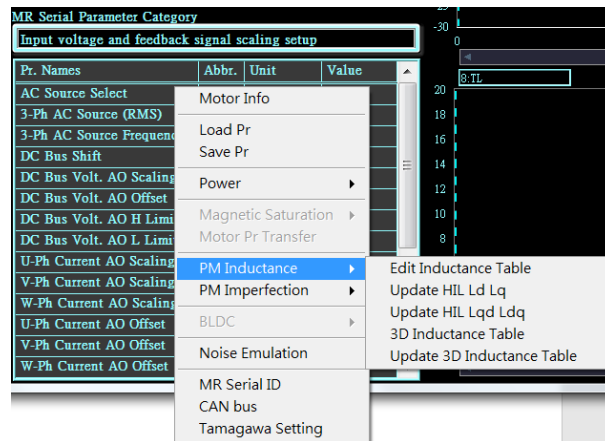 MR Serial Parameter Category
Input voltage and feedback signal scaling setup
Pr. Names Abbr. Unit Value
AC Source Select
3-Ph AC Source (RMS)
3-Ph AC Source Frequenc
DC Bus Shift
DC Bus Volt. AO Scaling
DC Bus Volt. AO Offset
DC Bus Volt. AO H Limi
DC Bus Volt. AO L Limi
U-Ph Current AO Scaling
V-Ph Current AO Scaling
W-Ph Current AO Scaling
U-Ph Current AO Offset
V-Ph Current AO Offset
W-Ph Current AO Offset
Motor Info
Load Pr
Save Pr
Power
Magnetic Saturation
Motor Pr Transfer
PM Inductance
PM Imperfection
BLDC
Noise Emulation
MR Serial ID
CAN bus
Tamagawa Setting
Edit Inductance Table
Update HIL Ld Lq
Update HIL Lqd Ldq
3D Inductance Table
Update 3D Inductance Table
-30
0
8:TL
20
18
16
14
12
10
8